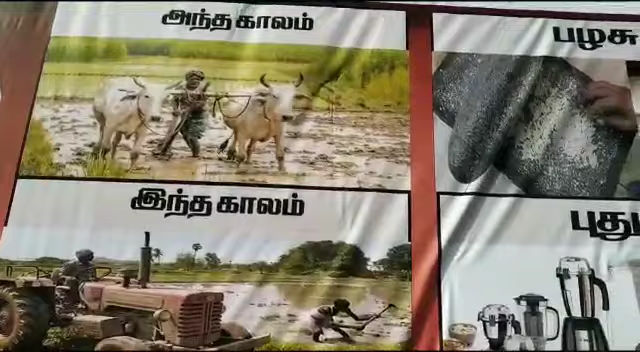 அந்த காலம்
இந்த காலம்
பழசு